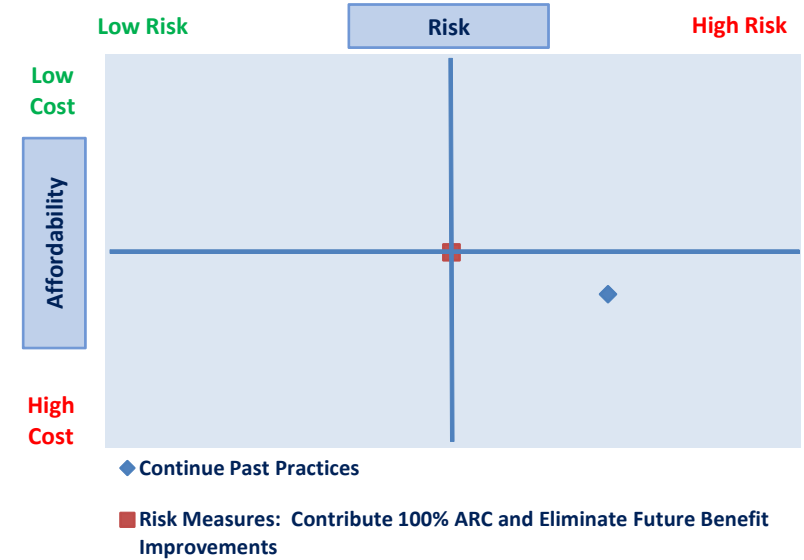 Low Risk
Risk
High Risk
Low
Cost
Affordability
High
Cost
Continue Past Practices
Risk Measures:  Contribute 100% ARC and Eliminate Future Benefit
Improvements